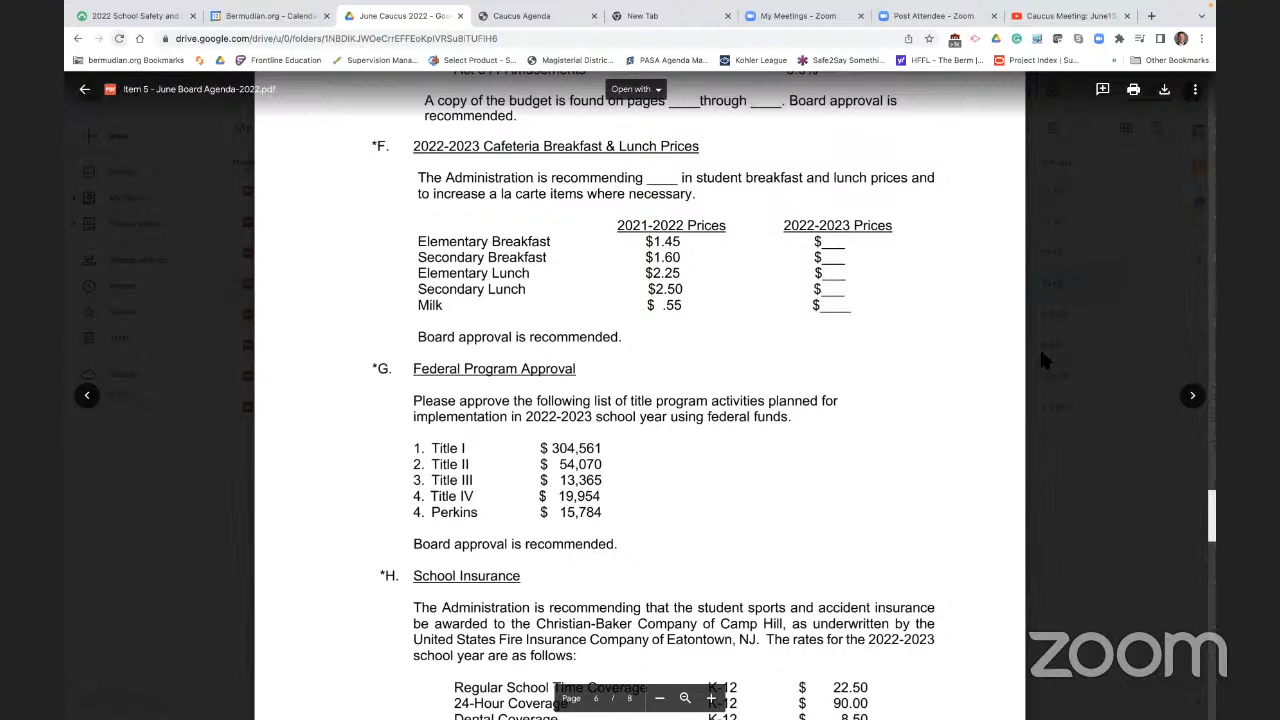 2022 School Safety and
Bermudian.org - Calenda
June Caucus 2022 - Goo
Caucus Agenda
New Tab
My Meetings - Zoom
Post Attendee - Zoom
Caucus Meeting: June13,
drive.google.com/drive/u/0/folders/1NBDIKJWOeCrrEFFEoKpIVRSu8iTUFIH6
bermudian.org Bookmarks
Frontline Education
Supervision Mana...
Select Product - S...
Magisterial Distric...
PASA Agenda Ma...
Kohler League
Safe2Say Somethi...
HFFL - The Berm |...
Project Index | Su...
»
Other Bookmarks
Item 5 - June Board Agenda-2022.pdf
Open with
A copy of the budget is found on pages ____through ____. Board approval is
recommended.
*F. 2022-2023 Cafeteria Breakfast & Lunch Prices
The Administration is recommending ____ in student breakfast and lunch prices and
to increase a la carte items where necessary.
2021-2022 Prices 2022-2023 Prices
Elementary Breakfast $1.45 $___
Secondary Breakfast $1.60 $___
Elementary Lunch $2.25 $___
Secondary Lunch $2.50 $___
Milk $ .55 $____
Board approval is recommended.
*G. Federal Program Approval
Please approve the following list of title program activities planned for
implementation in 2022-2023 school year using federal funds.
1. Title I $ 304,561
2. Title II $ 54,070
3. Title III $ 13,365
4. Title IV $ 19,954
4. Perkins $ 15,784
Board approval is recommended.
*H. School Insurance
The Administration is recommending that the student sports and accident insurance
be awarded to the Christian-Baker Company of Camp Hill, as underwritten by the
United States Fire Insurance Company of Eatontown, NJ. The rates for the 2022-2023
school year are as follows:
Regular School Time Coverage K-12 $ 22.50
24-Hour Coverage K-12 $ 90.00
Dental Coverage K-12 $ 8.50
Page 6 / 8
zoom